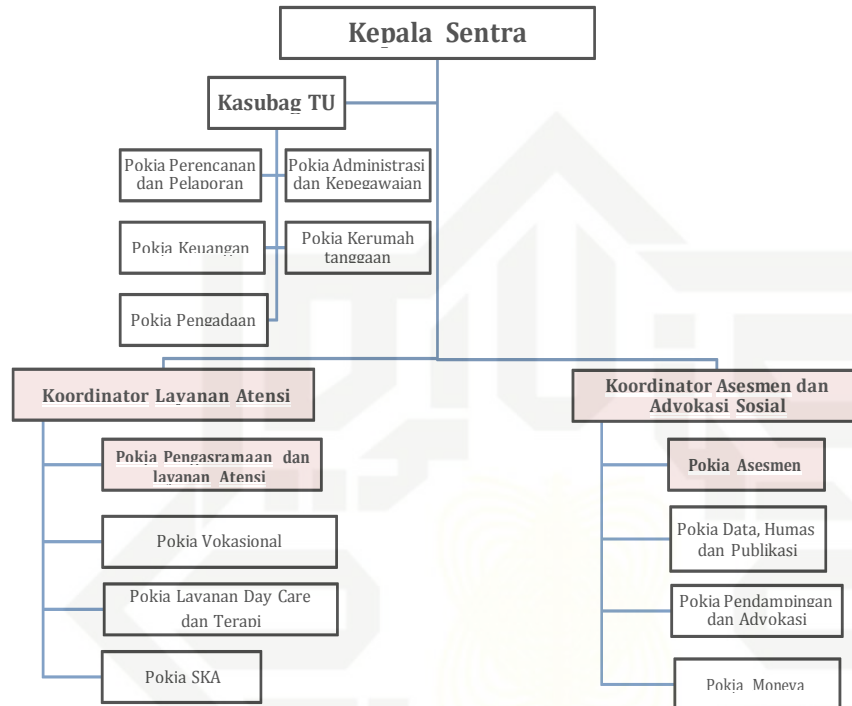 Kepala Sentra
Kasubag TU
Pokja Perencanan
dan Pelaporan
Pokja Administrasi
dan Kepegawaian
Pokja Keuangan
Pokja Kerumah
tanggaan
Pokja Pengadaan
Koordinator Layanan Atensi
Koordinator Asesmen dan
Advokasi Sosial
Pokja Pengasramaan dan
layanan Atensi
Pokja Vokasional
Pokja Layanan Day Care
dan Terapi
Pokja SKA
Pokja Asesmen
Pokja Data, Humas
dan Publikasi
Pokja Pendampingan
dan Advokasi
Pokja Moneva